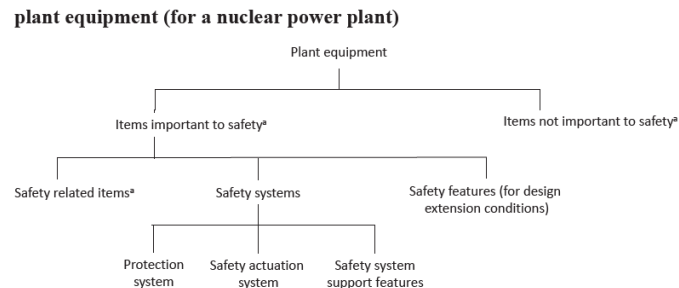 plant equipment (for a nuclear power plant)
Plant equipment
Items important to safetyᵃ
Items not important to safetyᵃ
Safety related itemsᵃ
Safety systems
Safety features (for design
extension conditions)
Protection
system
Safety actuation
system
Safety system
support features